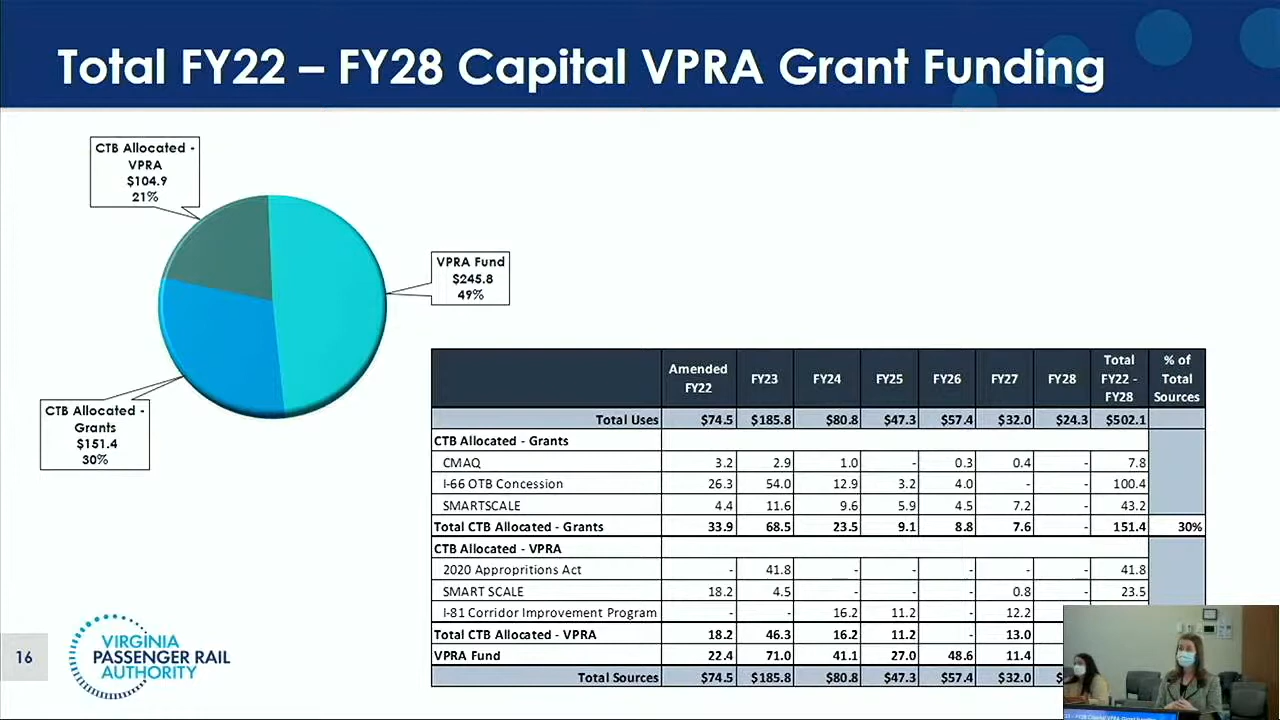 Total FY22 – FY28 Capital VPRA Grant Funding
CTB Allocated -
VPRA
$104.9
21%
VPRA Fund
$245.8
49%
CTB Allocated -
Grants
$151.4
30%
Amended FY22 FY23 FY24 FY25 FY26 FY27 FY28 Total FY22 - FY28 % of Total Sources
Total Uses $74.5 $185.8 $80.8 $47.3 $57.4 $32.0 $24.3 $502.1
CTB Allocated - Grants
CMAQ 3.2 2.9 1.0 - 0.3 0.4 - 7.8
I-66 OTB Concession 26.3 54.0 12.9 3.2 4.0 - - 100.4
SMARTSCALE 4.4 11.6 9.6 5.9 4.5 7.2 - 43.2
Total CTB Allocated - Grants 33.9 68.5 23.5 9.1 8.8 7.6 - 151.4 30%
CTB Allocated - VPRA
2020 Appropritions Act - 41.8 - - - - - 41.8
SMART SCALE 18.2 4.5 - - - 0.8 - 23.5
I-81 Corridor Improvement Program - - 16.2 11.2 - 12.2
Total CTB Allocated - VPRA 18.2 46.3 16.2 11.2 - 13.0
VPRA Fund 22.4 71.0 41.1 27.0 48.6 11.4
Total Sources $74.5 $185.8 $80.8 $47.3 $57.4 $32.0 $
16
VIRGINIA
PASSENGER RAIL
AUTHORITY